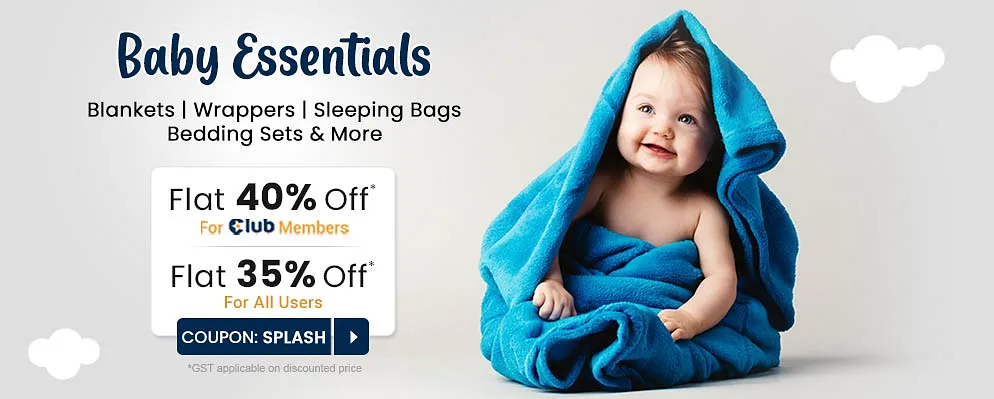 Baby Essentials
Blankets | Wrappers | Sleeping Bags
Bedding Sets & More
Flat 40% Off*
For Club Members
Flat 35% Off*
For All Users
COUPON: SPLASH
*GST applicable on discounted price